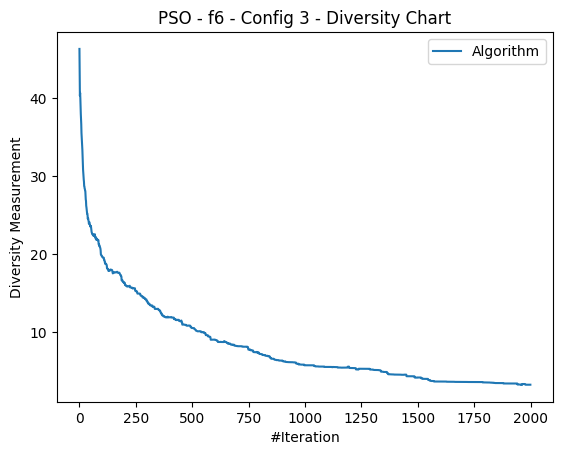 PSO - f6 - Config 3 - Diversity Chart
Algorithm
Diversity Measurement
40
30
20
10
0 250 500 750 1000 1250 1500 1750 2000
#Iteration